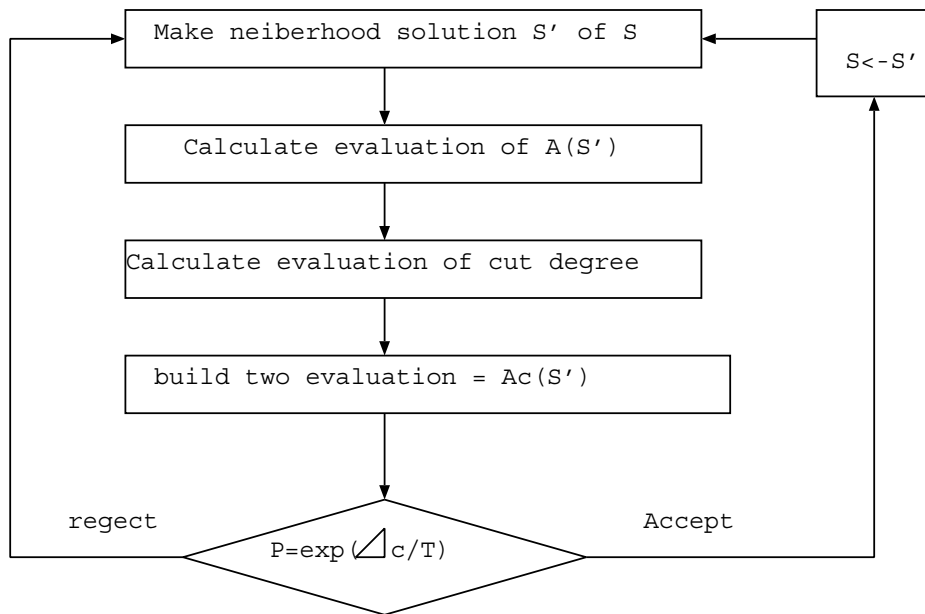 Make neiberhood solution S' of S
S<-S'
Calculate evaluation of A(S')
Calculate evaluation of cut degree
build two evaluation = Ac(S')
regect
Accept
P=exp(⊿c/T)